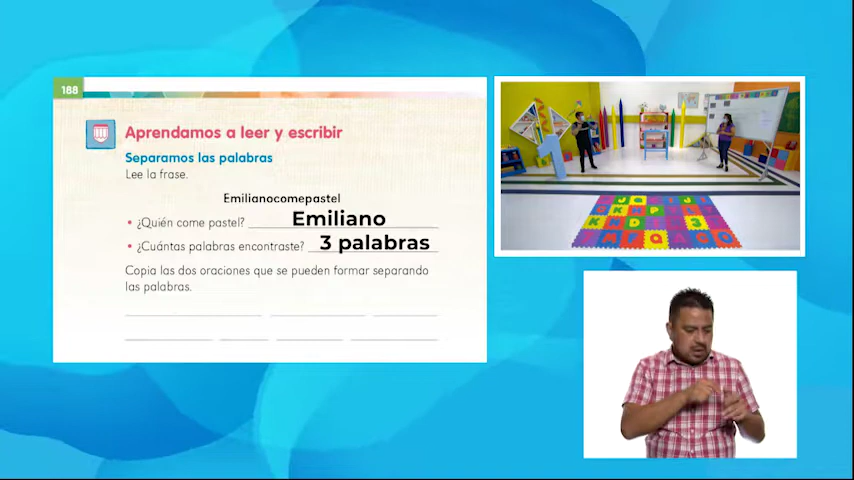 188
Aprendamos a leer y escribir
Separamos las palabras
Lee la frase.
Emilianocomepastel
• ¿Quién come pastel? Emiliano
• ¿Cuántas palabras encontraste? 3 palabras
Copia las dos oraciones que se pueden formar separando
las palabras.